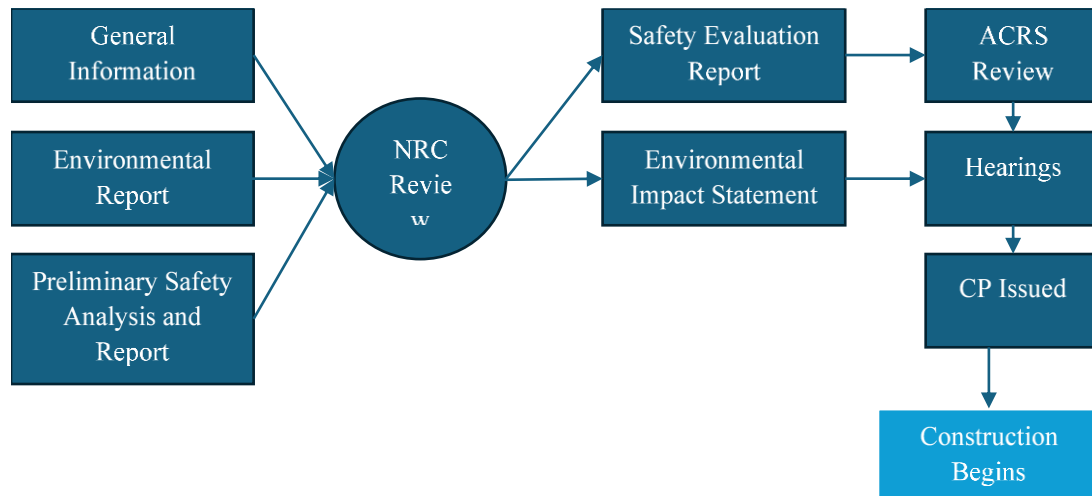 General
Information
Environmental
Report
Preliminary Safety
Analysis and
Report
NRC
Revie
w
Safety Evaluation
Report
Environmental
Impact Statement
ACRS
Review
Hearings
CP Issued
Construction
Begins